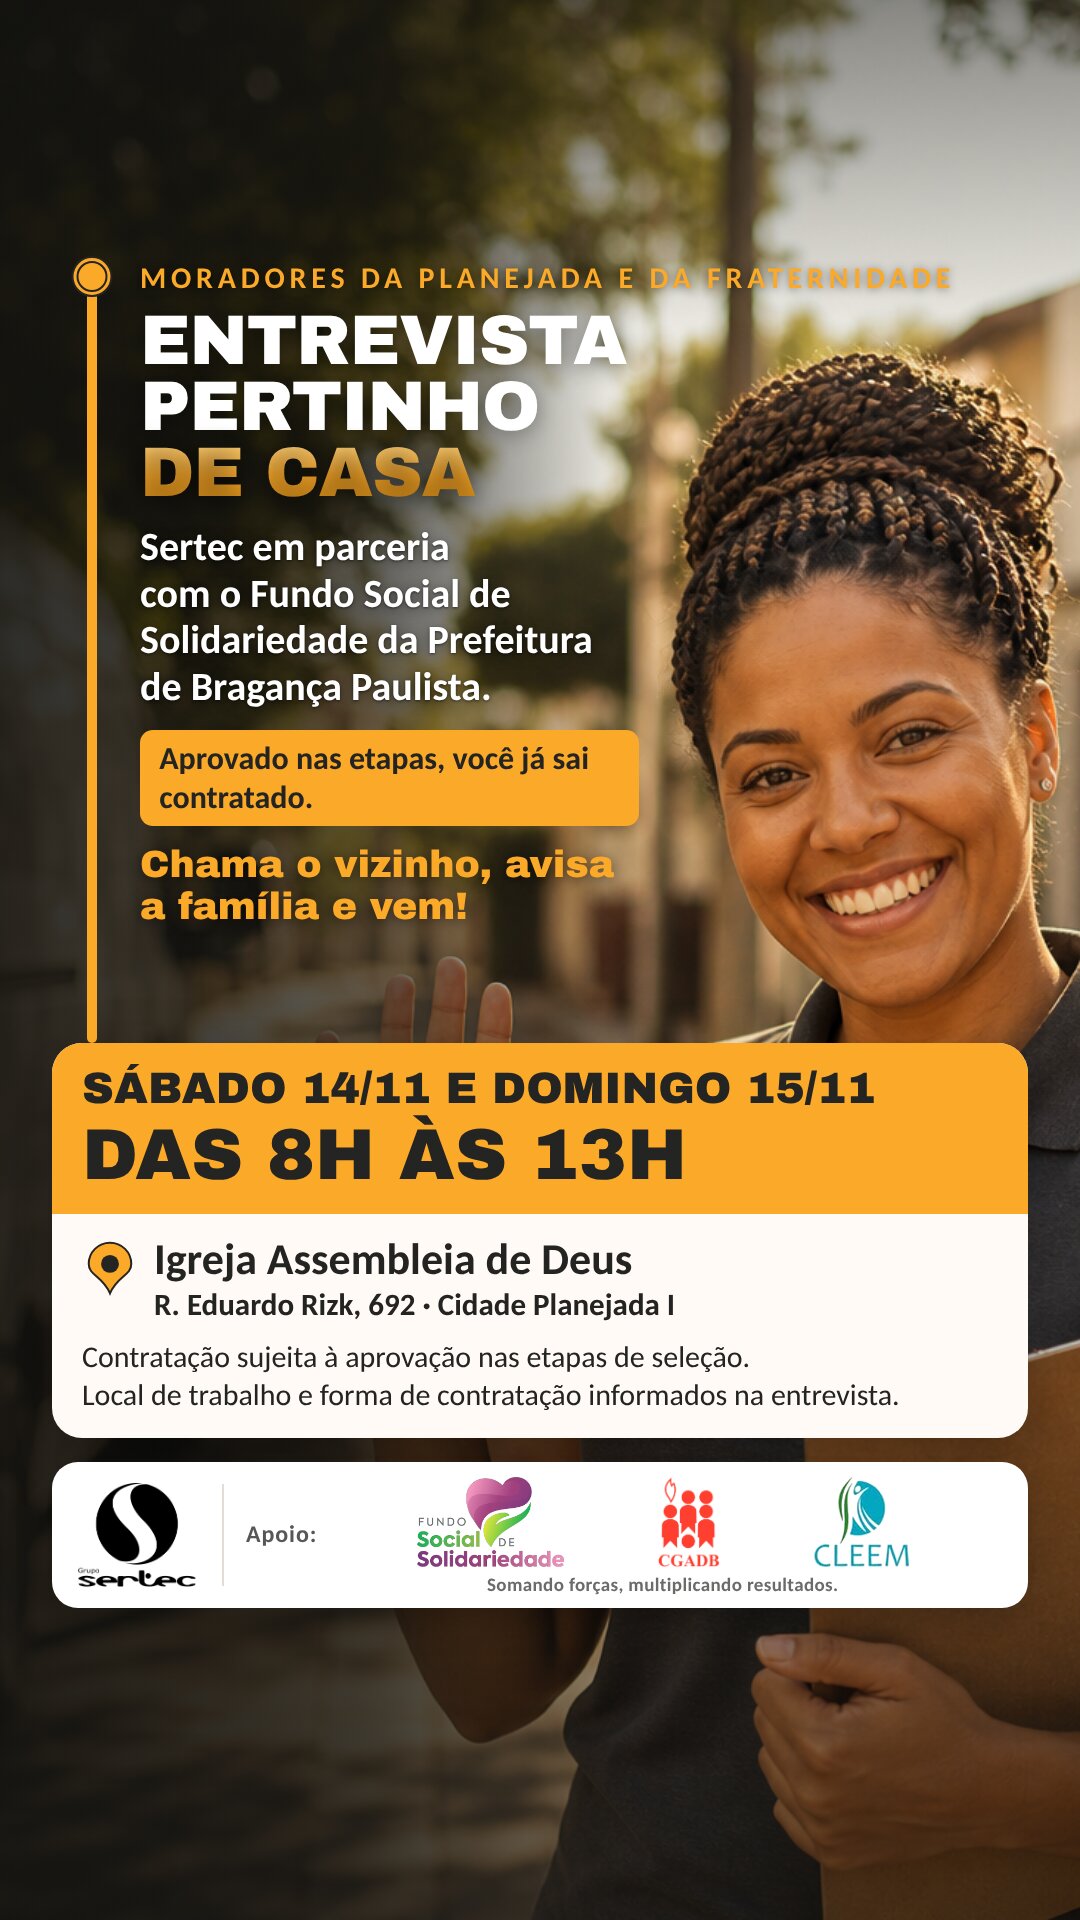 MORADORES DA PLANEJADA E DA FRATERNIDADE
ENTREVISTA
PERTINHO
DE CASA
Sertec em parceria
com o Fundo Social de
Solidariedade da Prefeitura
de Bragança Paulista.
Aprovado nas etapas, você já sai
contratado.
Chama o vizinho, avisa
a família e vem!
SÁBADO 14/11 E DOMINGO 15/11
DAS 8H ÀS 13H
Igreja Assembleia de Deus
R. Eduardo Rizk, 692 · Cidade Planejada I
Contratação sujeita à aprovação nas etapas de seleção.
Local de trabalho e forma de contratação informados na entrevista.
Grupo
sertec
Apoio:
FUNDO
Social DE
Solidariedade
CGADB
CLEEM
Somando forças, multiplicando resultados.